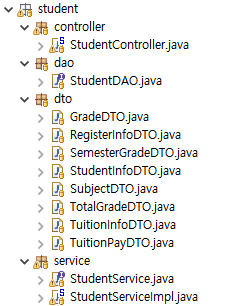 student
controller
StudentController.java
dao
StudentDAO.java
dto
GradeDTO.java
RegisterInfoDTO.java
SemesterGradeDTO.java
StudentInfoDTO.java
SubjectDTO.java
TotalGradeDTO.java
TuitionInfoDTO.java
TuitionPayDTO.java
service
StudentService.java
StudentServiceImpl.java